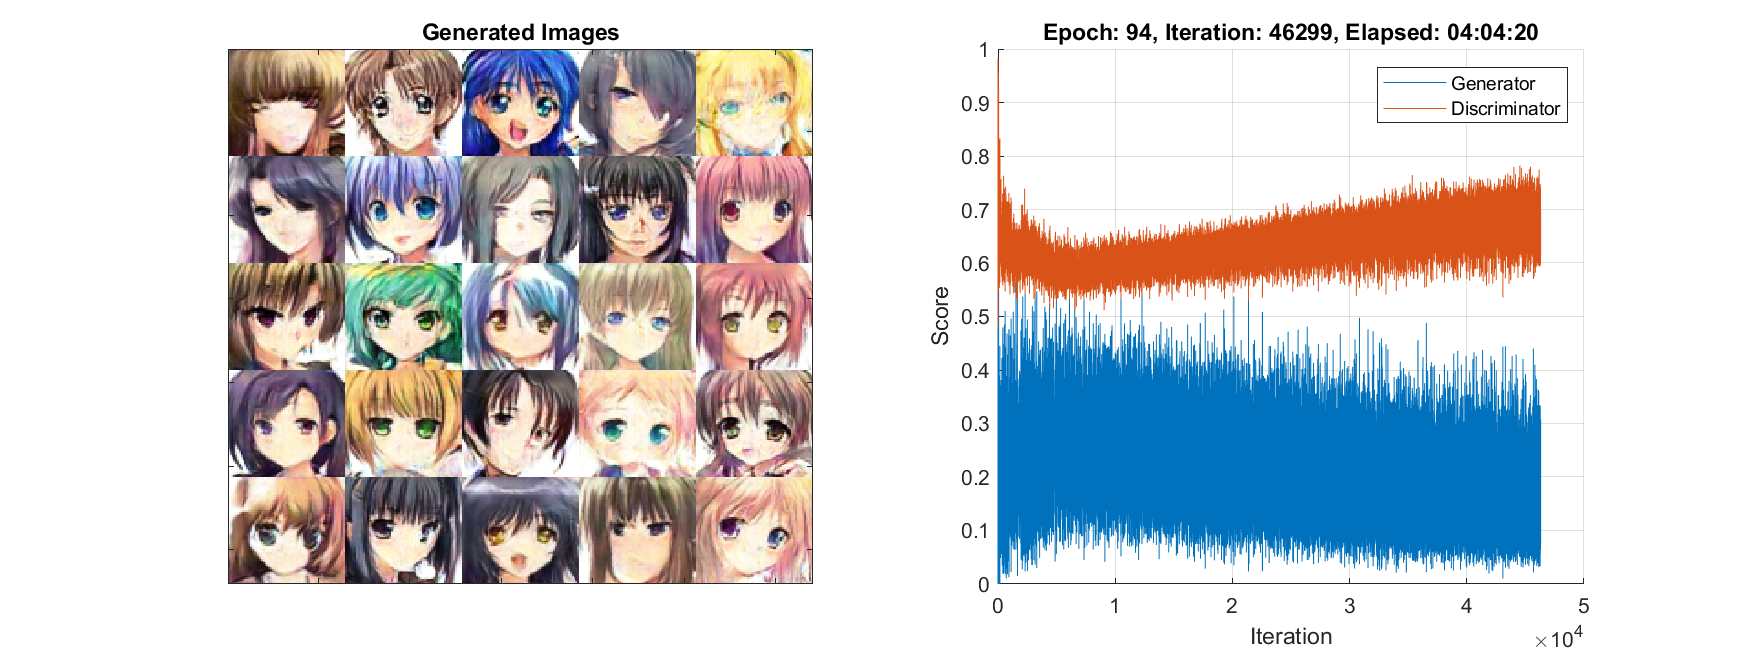 Generated Images
Epoch: 94, Iteration: 46299, Elapsed: 04:04:20
1
0.9
0.8
0.7
0.6
0.5
0.4
0.3
0.2
0.1
0
Score
Generator
Discriminator
0 1 2 3 4 5
Iteration
×10^4